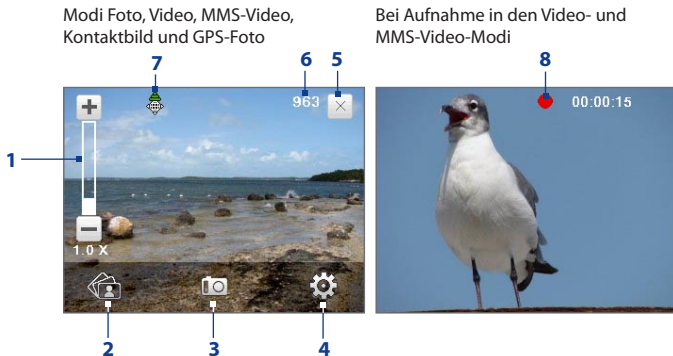 Modi Foto, Video, MMS-Video,
Kontaktbild und GPS-Foto
Bei Aufnahme in den Video- und
MMS-Video-Modi
7
6
5
8
963
00:00:15
1
1.0 X
2
3
4